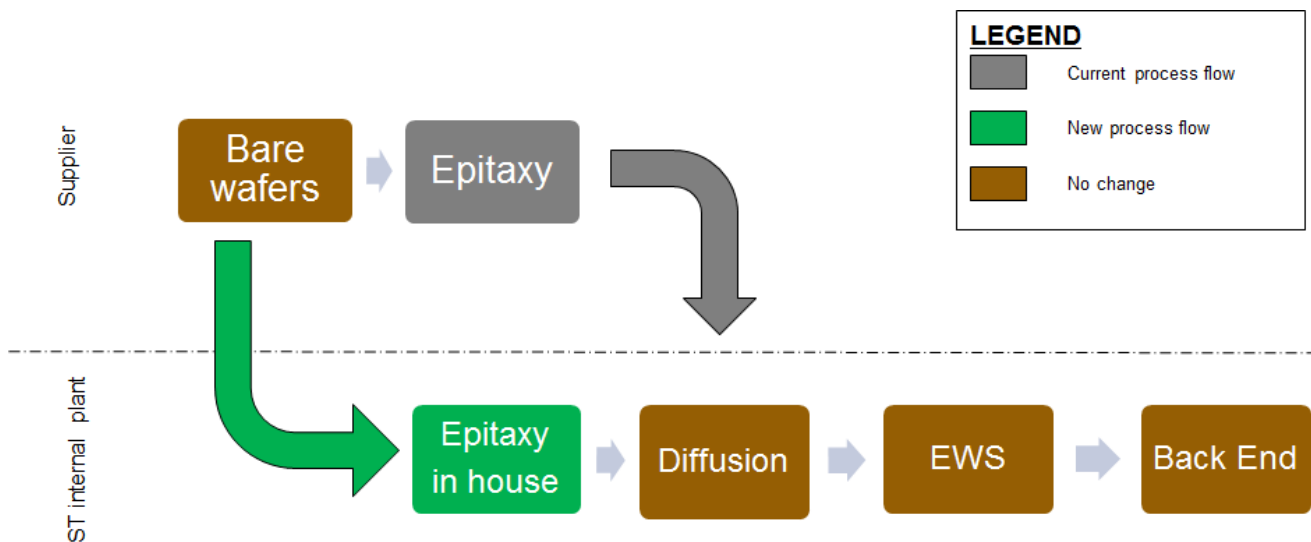 LEGEND
Current process flow
New process flow
No change
Supplier
Bare
wafers
Epitaxy
ST internal plant
Epitaxy
in house
Diffusion
EWS
Back End